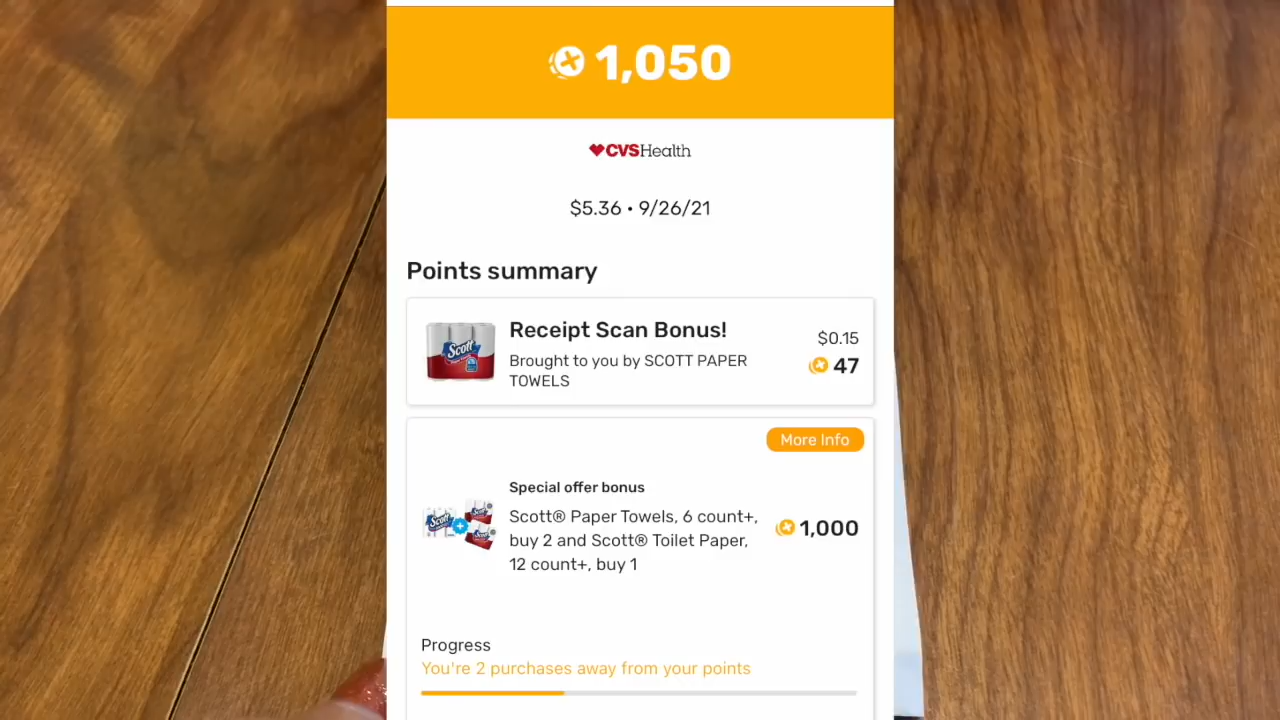 1,050
CVSHealth
$5.36 • 9/26/21
Points summary
Receipt Scan Bonus!
$0.15
Brought to you by SCOTT PAPER
TOWELS
47
Scott
More Info
Special offer bonus
Scott® Paper Towels, 6 count+,
buy 2 and Scott® Toilet Paper,
12 count+, buy 1
1,000
Scott
Progress
You're 2 purchases away from your points